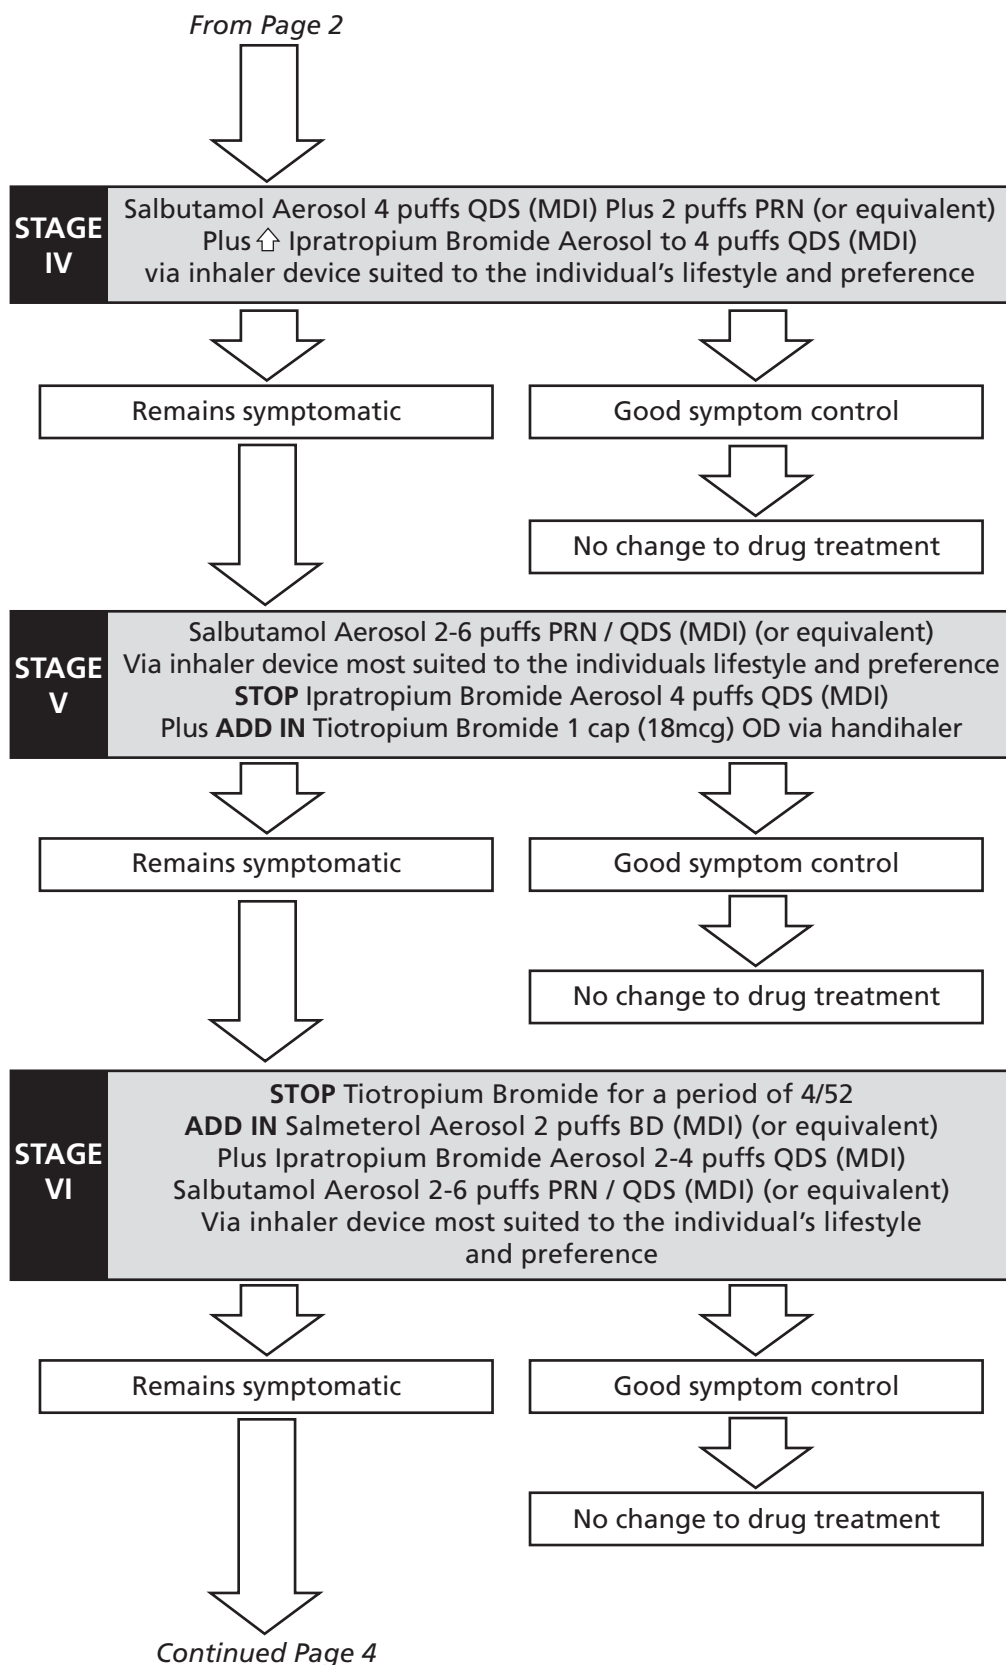 From Page 2
STAGE
IV
Salbutamol Aerosol 4 puffs QDS (MDI) Plus 2 puffs PRN (or equivalent)
Plus ⇧ Ipratropium Bromide Aerosol to 4 puffs QDS (MDI)
via inhaler device suited to the individual’s lifestyle and preference
Remains symptomatic
Good symptom control
No change to drug treatment
STAGE
V
Salbutamol Aerosol 2-6 puffs PRN / QDS (MDI) (or equivalent)
Via inhaler device most suited to the individuals lifestyle and preference
STOP Ipratropium Bromide Aerosol 4 puffs QDS (MDI)
Plus ADD IN Tiotropium Bromide 1 cap (18mcg) OD via handihaler
Remains symptomatic
Good symptom control
No change to drug treatment
STAGE
VI
STOP Tiotropium Bromide for a period of 4/52
ADD IN Salmeterol Aerosol 2 puffs BD (MDI) (or equivalent)
Plus Ipratropium Bromide Aerosol 2-4 puffs QDS (MDI)
Salbutamol Aerosol 2-6 puffs PRN / QDS (MDI) (or equivalent)
Via inhaler device most suited to the individual’s lifestyle
and preference
Remains symptomatic
Good symptom control
No change to drug treatment
Continued Page 4